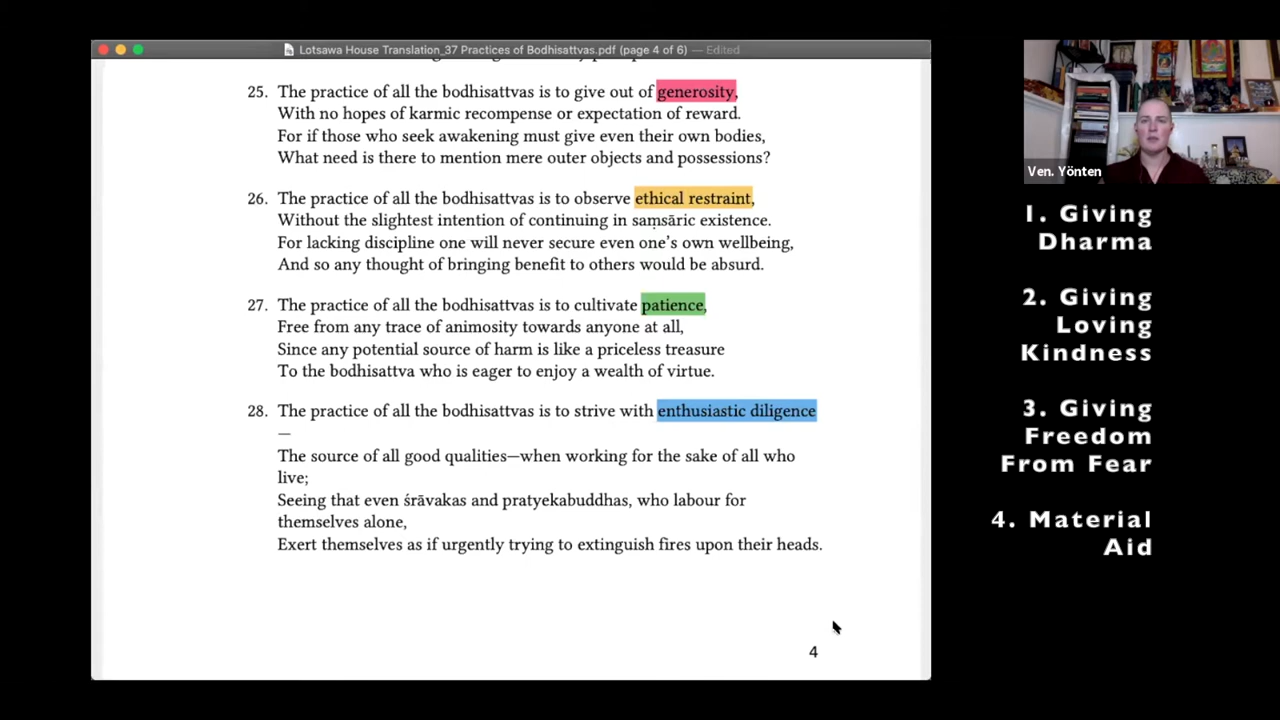 Lotsawa House Translation_37 Practices of Bodhisattvas.pdf (page 4 of 6) — Edited
25. The practice of all the bodhisattvas is to give out of generosity,
With no hopes of karmic recompense or expectation of reward.
For if those who seek awakening must give even their own bodies,
What need is there to mention mere outer objects and possessions?
26. The practice of all the bodhisattvas is to observe ethical restraint,
Without the slightest intention of continuing in saṃsāric existence.
For lacking discipline one will never secure even one’s own wellbeing,
And so any thought of bringing benefit to others would be absurd.
27. The practice of all the bodhisattvas is to cultivate patience,
Free from any trace of animosity towards anyone at all,
Since any potential source of harm is like a priceless treasure
To the bodhisattva who is eager to enjoy a wealth of virtue.
28. The practice of all the bodhisattvas is to strive with enthusiastic diligence
—
The source of all good qualities—when working for the sake of all who
live;
Seeing that even śrāvakas and pratyekabuddhas, who labour for
themselves alone,
Exert themselves as if urgently trying to extinguish fires upon their heads.
4
Ven. Yönten
1. Giving
Dharma
2. Giving
Loving
Kindness
3. Giving
Freedom
From Fear
4. Material
Aid